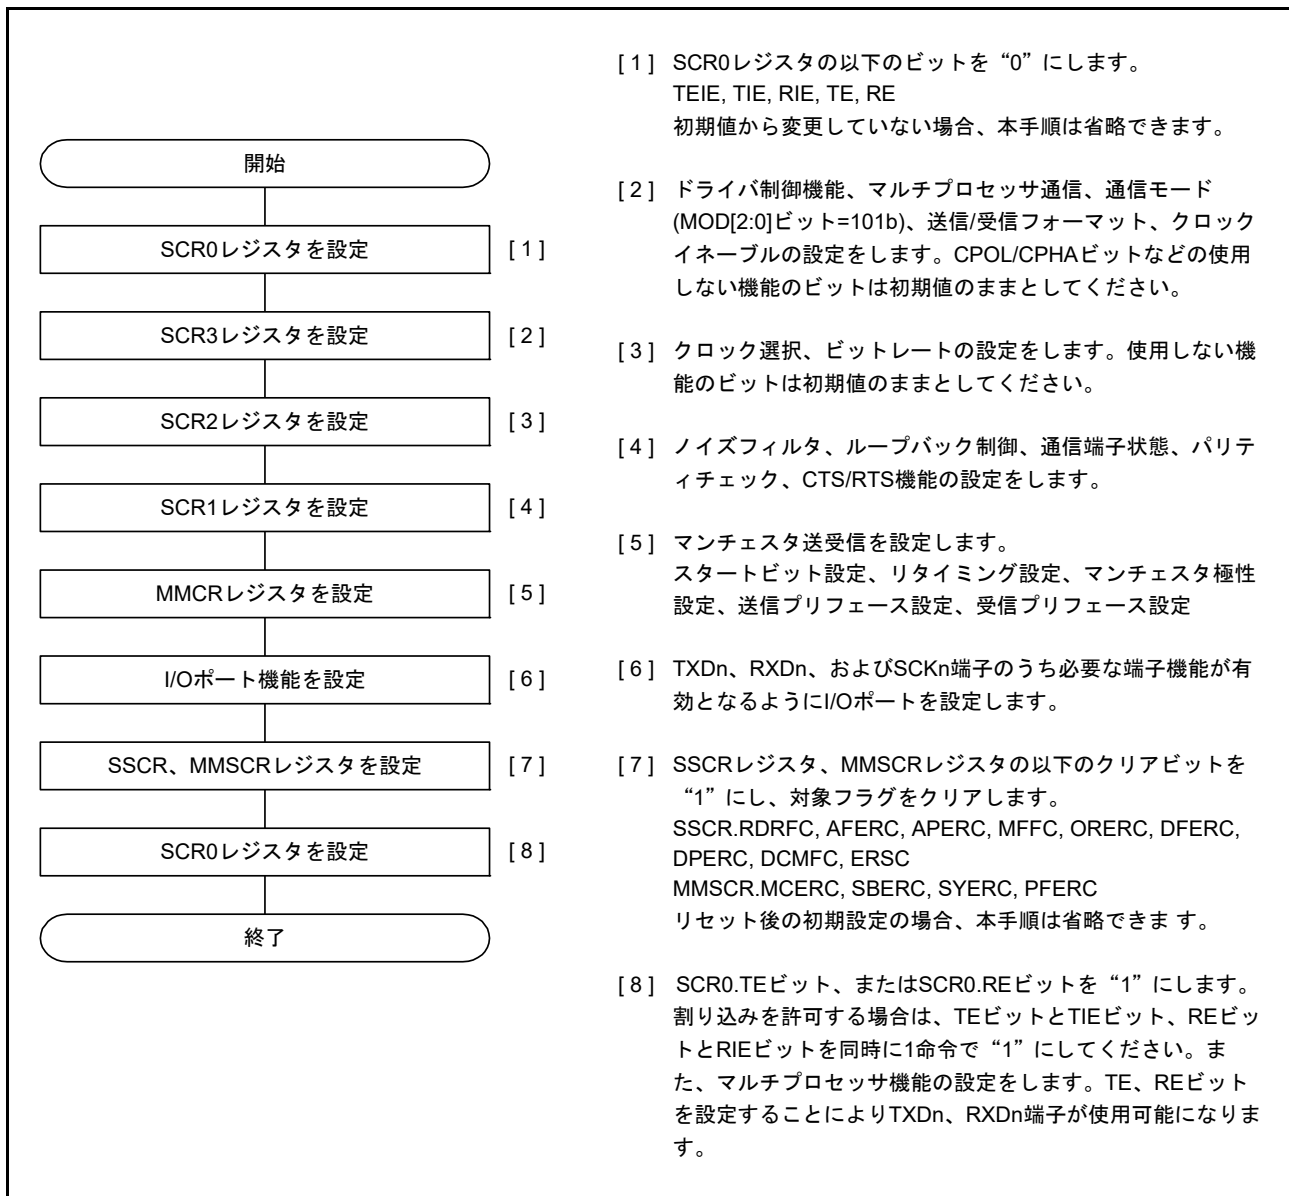 開始
SCR0レジスタを設定
[ 1 ]
SCR3レジスタを設定
[ 2 ]
SCR2レジスタを設定
[ 3 ]
SCR1レジスタを設定
[ 4 ]
MMCRレジスタを設定
[ 5 ]
I/Oポート機能を設定
[ 6 ]
SSCR、MMSCRレジスタを設定
[ 7 ]
SCR0レジスタを設定
[ 8 ]
終了
[ 1 ] SCR0レジスタの以下のビットを“0”にします。
TEIE, TIE, RIE, TE, RE
初期値から変更していない場合、本手順は省略できます。
[ 2 ] ドライバ制御機能、マルチプロセッサ通信、通信モード
(MOD[2:0]ビット=101b)、送信/受信フォーマット、クロック
イネーブルの設定をします。CPOL/CPHAビットなどの使用
しない機能のビットは初期値のままとしてください。
[ 3 ] クロック選択、ビットレートの設定をします。使用しない機
能のビットは初期値のままとしてください。
[ 4 ] ノイズフィルタ、ループバック制御、通信端子状態、パリテ
ィチェック、CTS/RTS機能の設定をします。
[ 5 ] マンチェスタ送受信を設定します。
スタートビット設定、リタイミング設定、マンチェスタ極性
設定、送信プリフェース設定、受信プリフェース設定
[ 6 ] TXDn、RXDn、およびSCKn端子のうち必要な端子機能が有
効となるようにI/Oポートを設定します。
[ 7 ] SSCRレジスタ、MMSCRレジスタの以下のクリアビットを
“1”にし、対象フラグをクリアします。
SSCR.RDRFC, AFERC, APERC, MFFC, ORERC, DFERC,
DPERC, DCMFC, ERSC
MMSCR.MCERC, SBERC, SYERC, PFERC
リセット後の初期設定の場合、本手順は省略できま す。
[ 8 ] SCR0.TEビット、またはSCR0.REビットを“1”にします。
割り込みを許可する場合は、TEビットとTIEビット、REビッ
トとRIEビットを同時に1命令で“1”にしてください。ま
た、マルチプロセッサ機能の設定をします。TE、REビット
を設定することによりTXDn、RXDn端子が使用可能になりま
す。